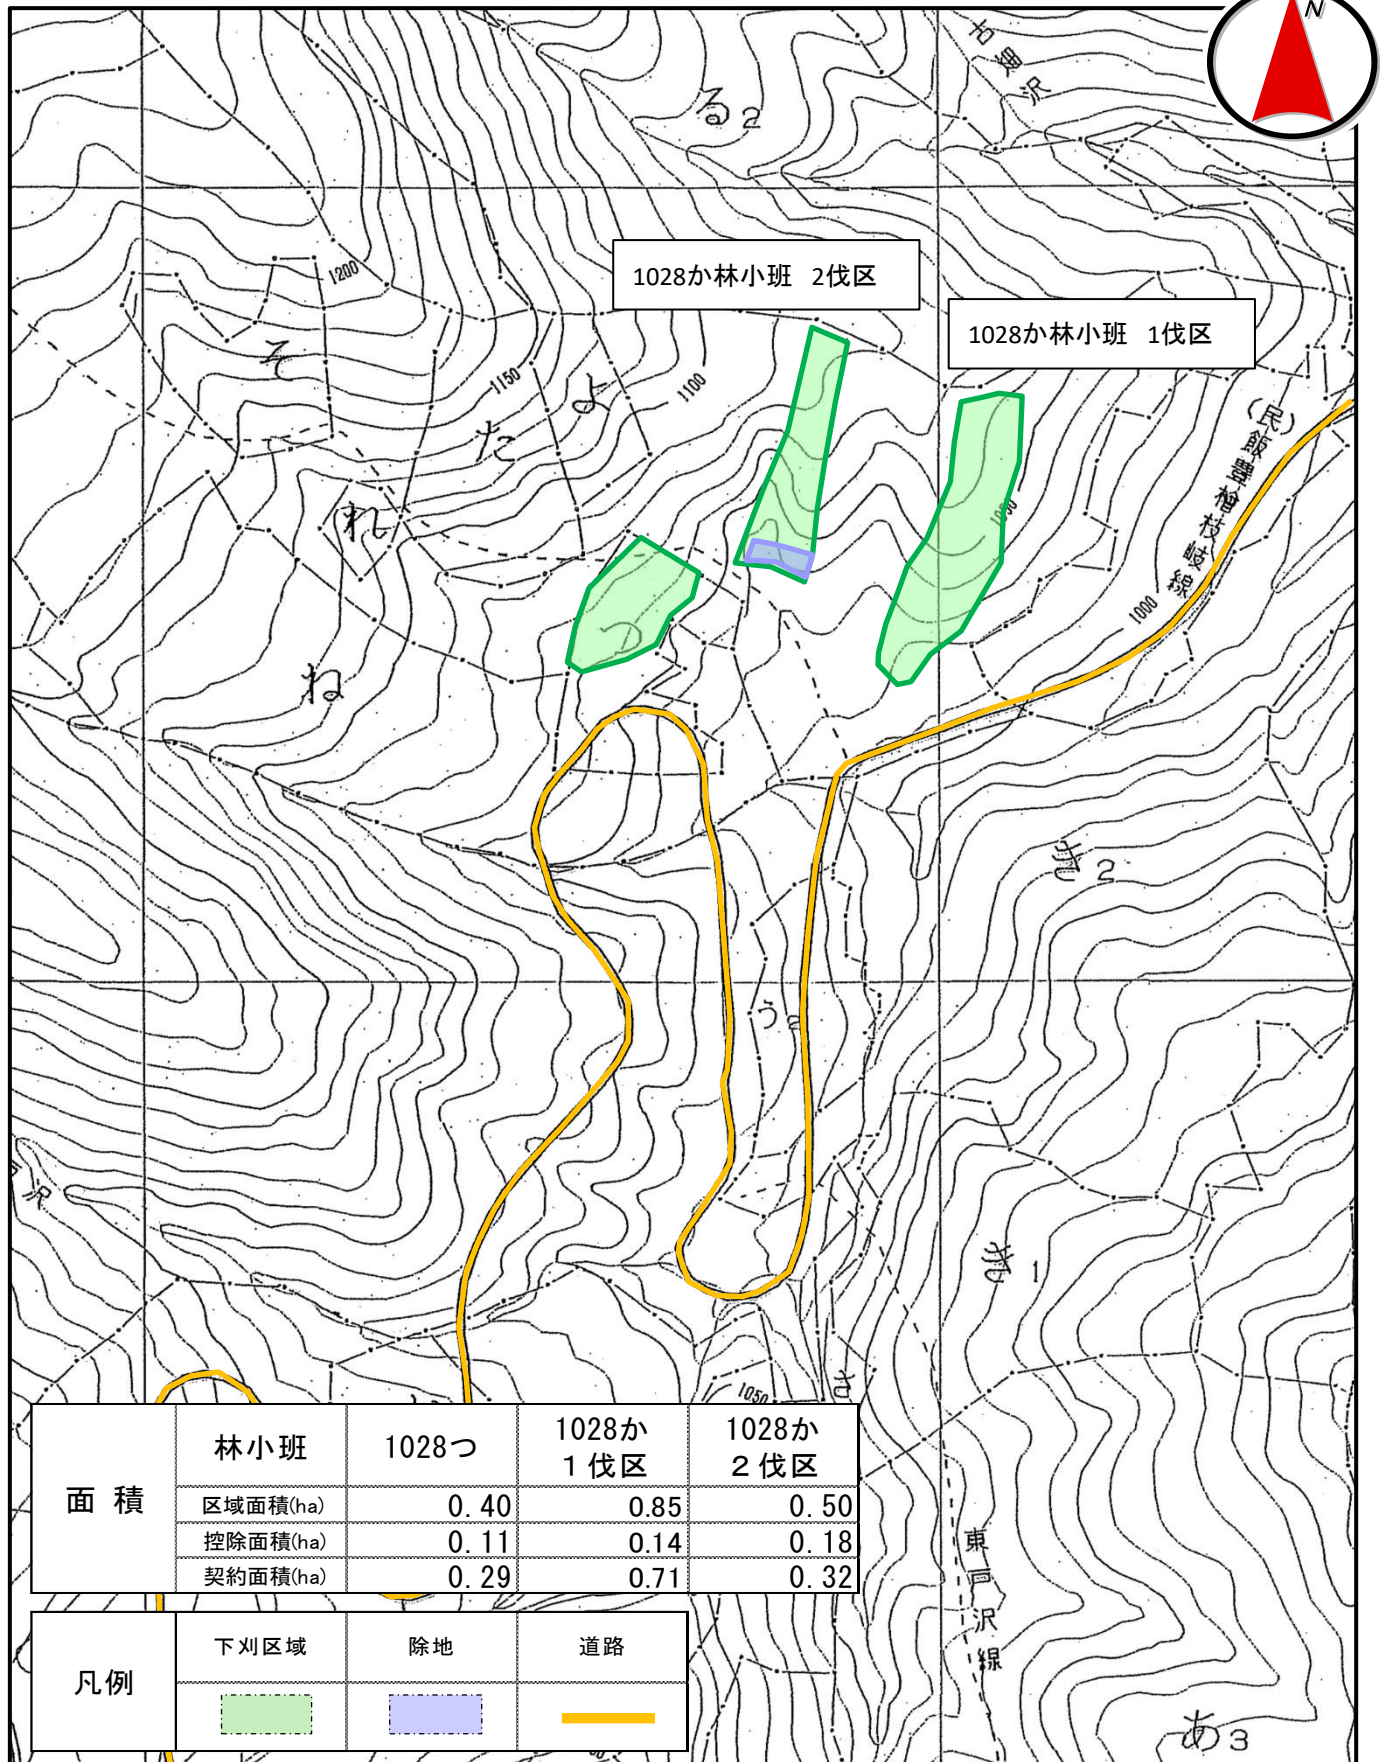 N
る2
1200
1028か林小班 2伐区
1028か林小班 1伐区
そ
1150
よ
1100
た
(民)飯豊檜枝岐線
れ
1050
つ
1000
ね
き2
う2
沢
1
1050
面積
林小班 1028つ 1028か 1伐区 1028か 2伐区
区域面積(ha) 0.40 0.85 0.50
控除面積(ha) 0.11 0.14 0.18
契約面積(ha) 0.29 0.71 0.32
東戸沢線
凡例
下刈区域 除地 道路
あ3